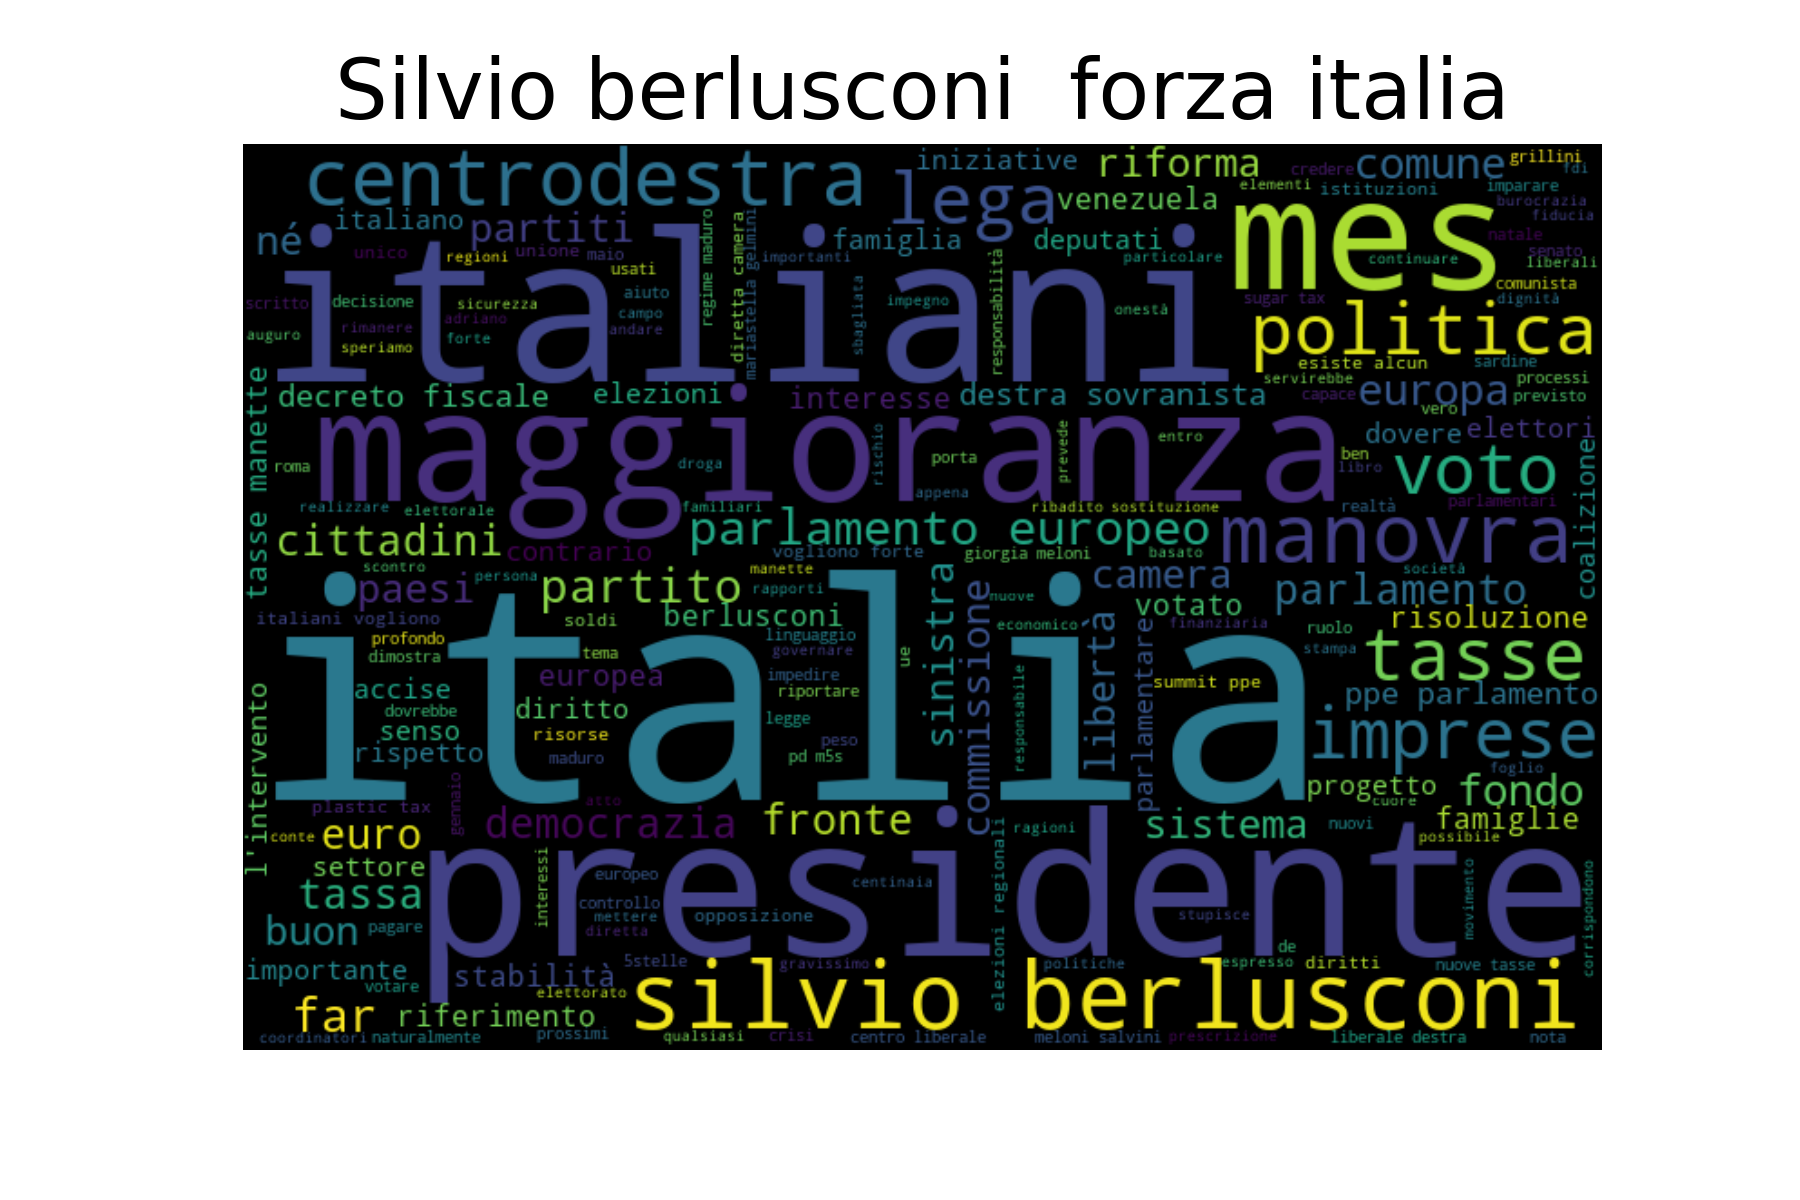 Silvio berlusconi  forza italia
centrodestra
iniziative
riforma
credere
comune
grillini
fdi
lega
venezuela
elementi
istituzioni
imparare
burocrazia
fiducia
né
italiano
partiti
famiglia
deputati
mes
natale
unico
regioni
unione
maio
usati
importanti
particolare
continuare
senato
liberali
italiani
regime maduro
diretta camera
mariastella gelmini
responsabilità
sbagliata
comunista
scritto
decisione
sicurezza
aiuto
impegno
onestà
sugar tax
dignità
campo
auguro
rimanere
adriano
andare
forte
speriamo
politica
esiste alcun
sardine
tasse manette
decreto fiscale
elezioni
interesse
destra sovranista
servirebbe
capace
europa
processi
previsto
vero
maggioranza
dovere
elettori
rischio
prevede
entro
roma
droga
porta
ben
libro
voto
coalizione
appena
realizzare
elettorale
familiari
ribadito sostituzione
realtà
parlamentari
cittadini
contrario
parlamento europeo
manovra
vogliono forte
giorgia meloni
basato
scontro
persona
manette
rapporti
paesi
partito
camera
società
parlamento
nuove
italiani vogliono
soldi
berlusconi
votato
risoluzione
economico
finanziaria
ruolo
profondo
linguaggio
dimostra
tema
governare
stampa
tasse
italia
ue
sinistra
commissione
libertà
parlamentare
responsabile
europea
impedire
summit ppe
accise
riportare
ppe parlamento
dovrebbe
diritto
legge
senso
risorse
peso
imprese
rispetto
maduro
pd m5s
foglio
l'intervento
progetto
cuore
fondo
plastic tax
gennaio
atto
democrazia
fronte
ragioni
sistema
nuovi
famiglie
conte
euro
possibile
presidente
settore
interessi
europeo
centinaia
elezioni regionali
movimento
corrispondono
tassa
controllo
mettere
opposizione
stupisce
buon
pagare
diretta
de
importante
stabilità
5stelle
gravissimo
politiche
espresso
diritti
nuove tasse
votare
elettorato
silvio berlusconi
far
riferimento
coordinatori
naturalmente
prossimi
qualsiasi
crisi
centro liberale
meloni salvini
prescrizione
liberale destra
nota